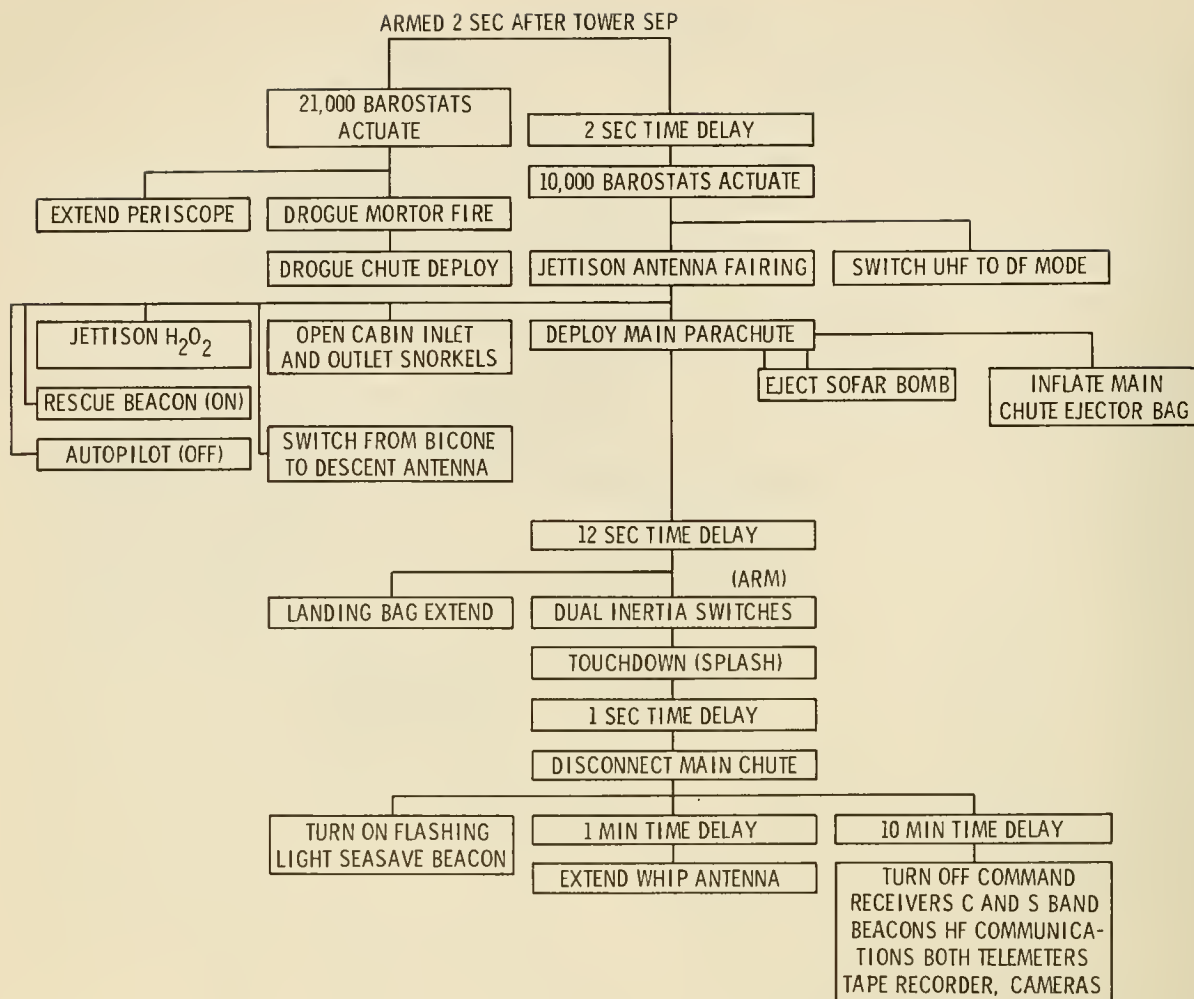 ARMED 2 SEC AFTER TOWER SEP
21,000 BAROSTATS
ACTUATE
2 SEC TIME DELAY
10,000 BAROSTATS ACTUATE
EXTEND PERISCOPE
DROGUE MORTOR FIRE
DROGUE CHUTE DEPLOY
JETTISON ANTENNA FAIRING
SWITCH UHF TO DF MODE
JETTISON H₂O₂
OPEN CABIN INLET
AND OUTLET SNORKELS
DEPLOY MAIN PARACHUTE
EJECT SOFAR BOMB
INFLATE MAIN
CHUTE EJECTOR BAG
RESCUE BEACON (ON)
AUTOPILOT (OFF)
SWITCH FROM BICONE
TO DESCENT ANTENNA
12 SEC TIME DELAY
(ARM)
LANDING BAG EXTEND
DUAL INERTIA SWITCHES
TOUCHDOWN (SPLASH)
1 SEC TIME DELAY
DISCONNECT MAIN CHUTE
TURN ON FLASHING
LIGHT SEASAVE BEACON
1 MIN TIME DELAY
EXTEND WHIP ANTENNA
10 MIN TIME DELAY
TURN OFF COMMAND
RECEIVERS C AND S BAND
BEACONS HF COMMUNICA-
TIONS BOTH TELEMETERS
TAPE RECORDER, CAMERAS